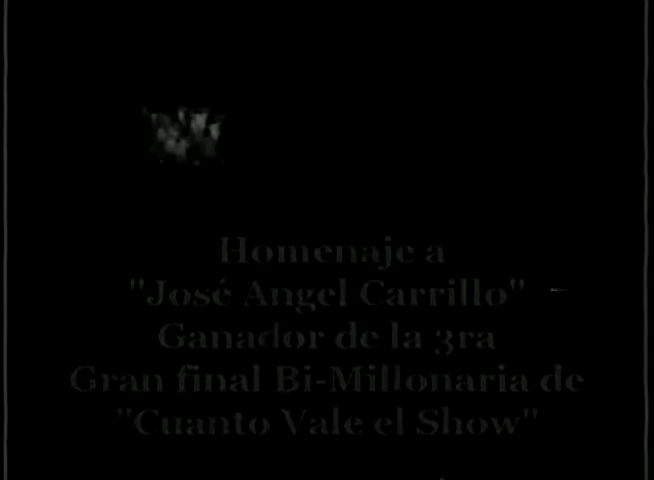 Homenaje a
"José Angel Carrillo"
Ganador de la 3ra
Gran final Bi-Millonaria de
"Cuanto Vale el Show"